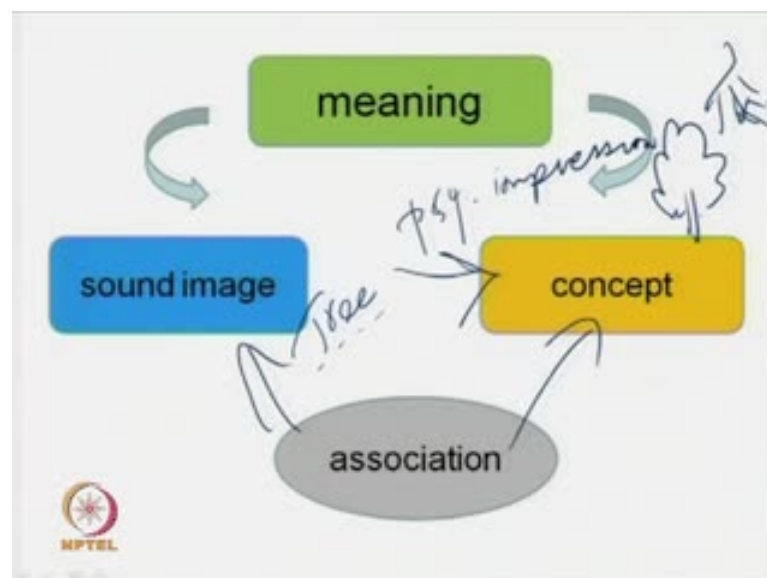 meaning
psy. impression
sound image
concept
Tree
association
NPTEL